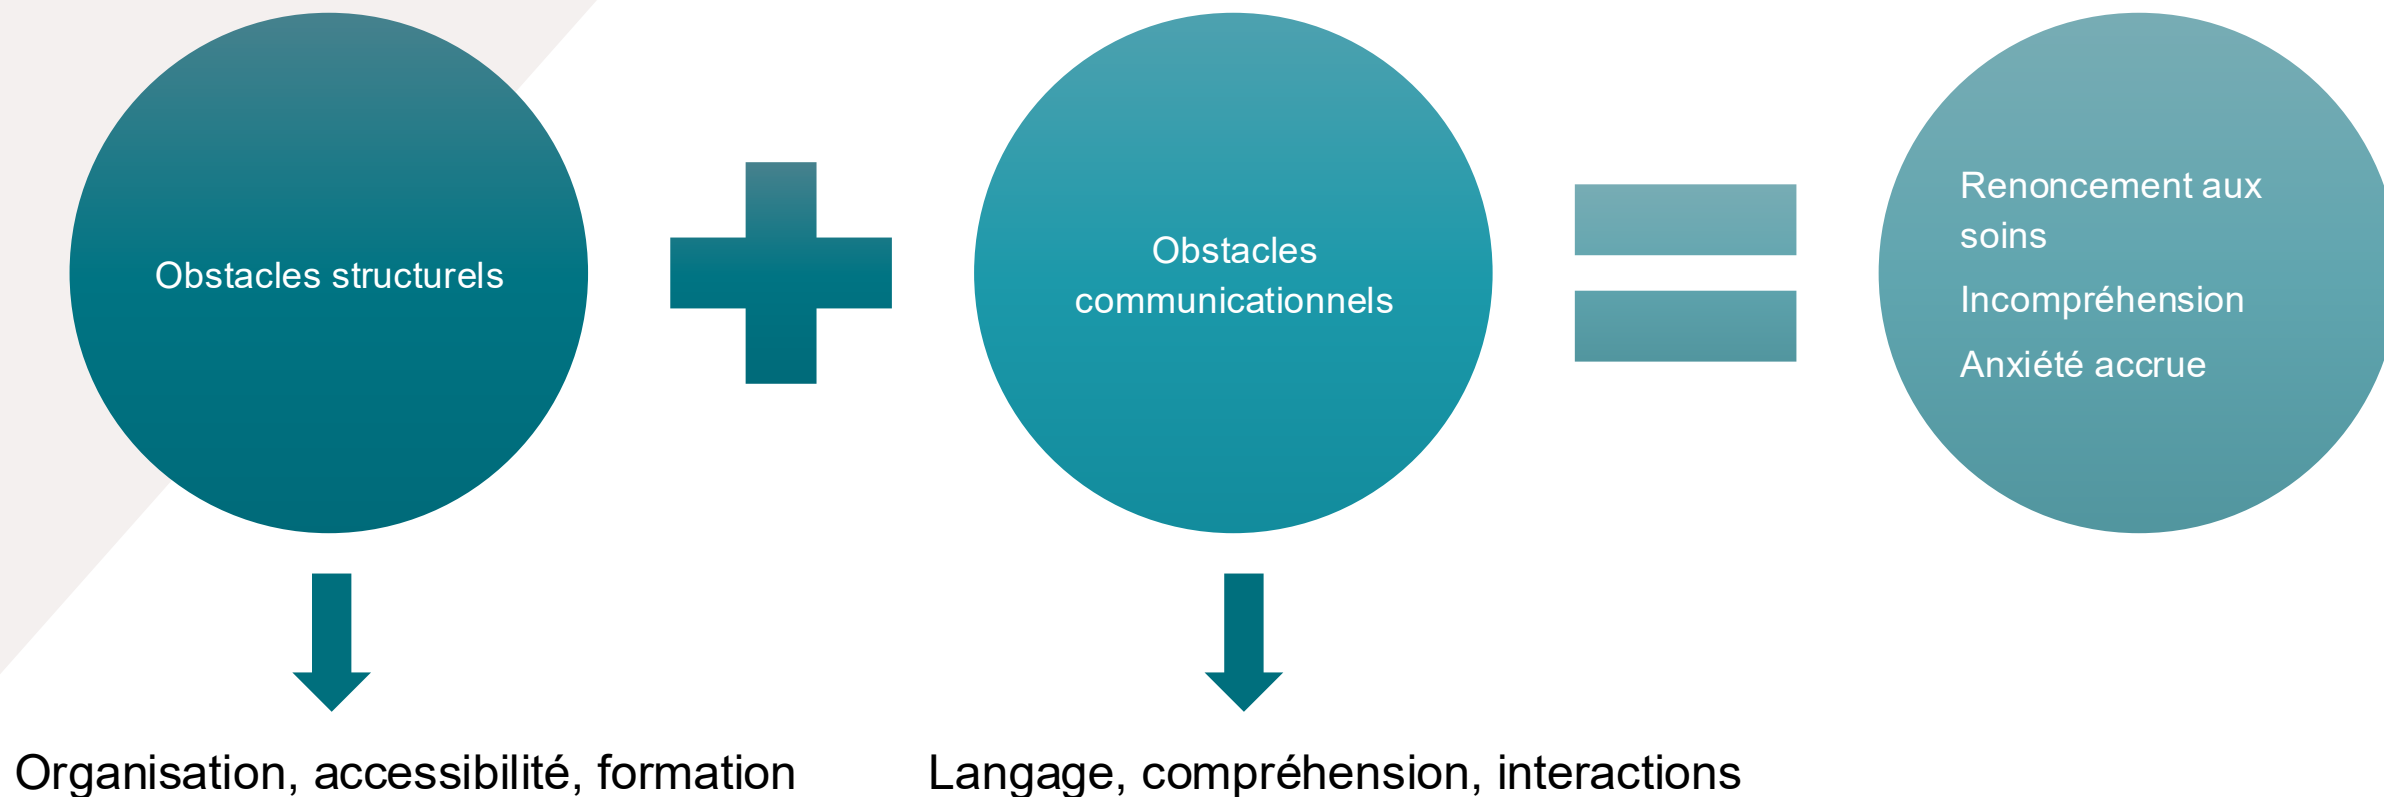 Obstacles structurels
Obstacles
communicationnels
Renoncement aux
soins
Incompréhension
Anxiété accrue
Organisation, accessibilité, formation
Langage, compréhension, interactions